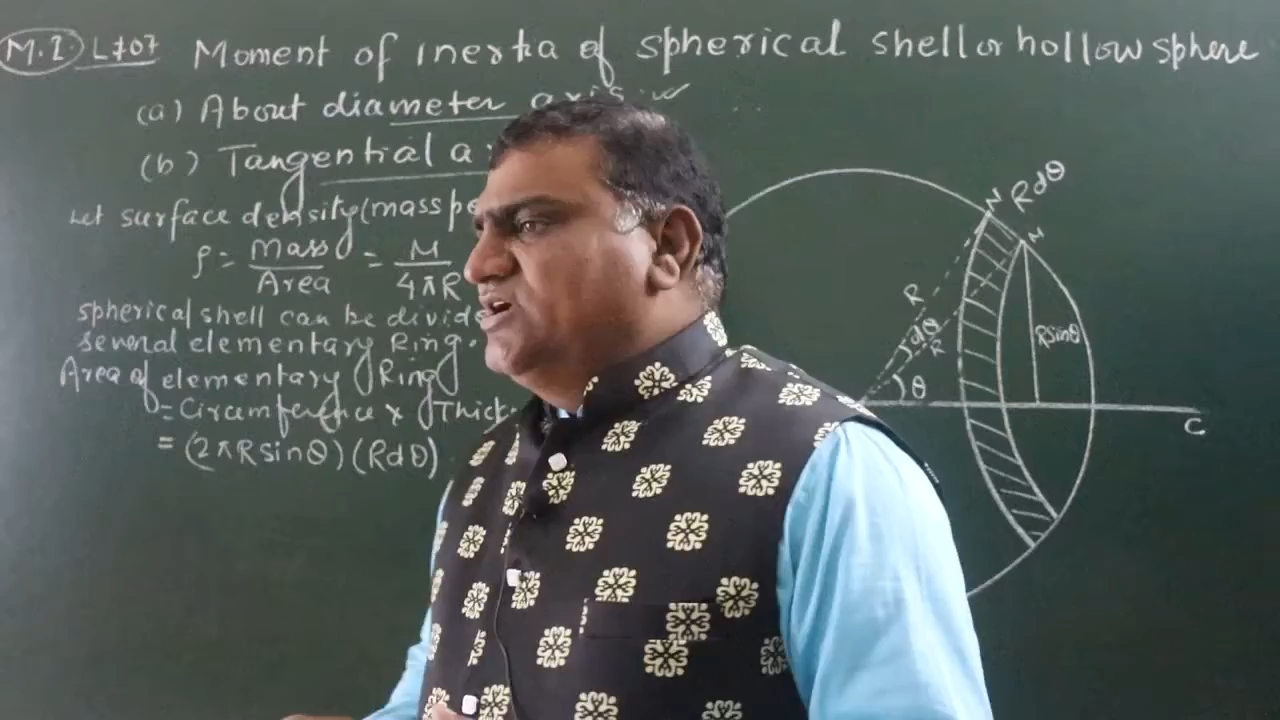 M.I. L-07 Moment of inertia of spherical shell or hollow sphere
(a) About diameter axis
(b) Tangential a
Let surface density (mass pe
ρ = Mass/Area = M/4πR
spherical shell can be divide
several elementary Ring.
Area of elementary Ring
= Circumference × Thick
= (2πR sinθ) (Rdθ)
N Rdθ
N
R
dθ
R
Rsinθ
θ
C